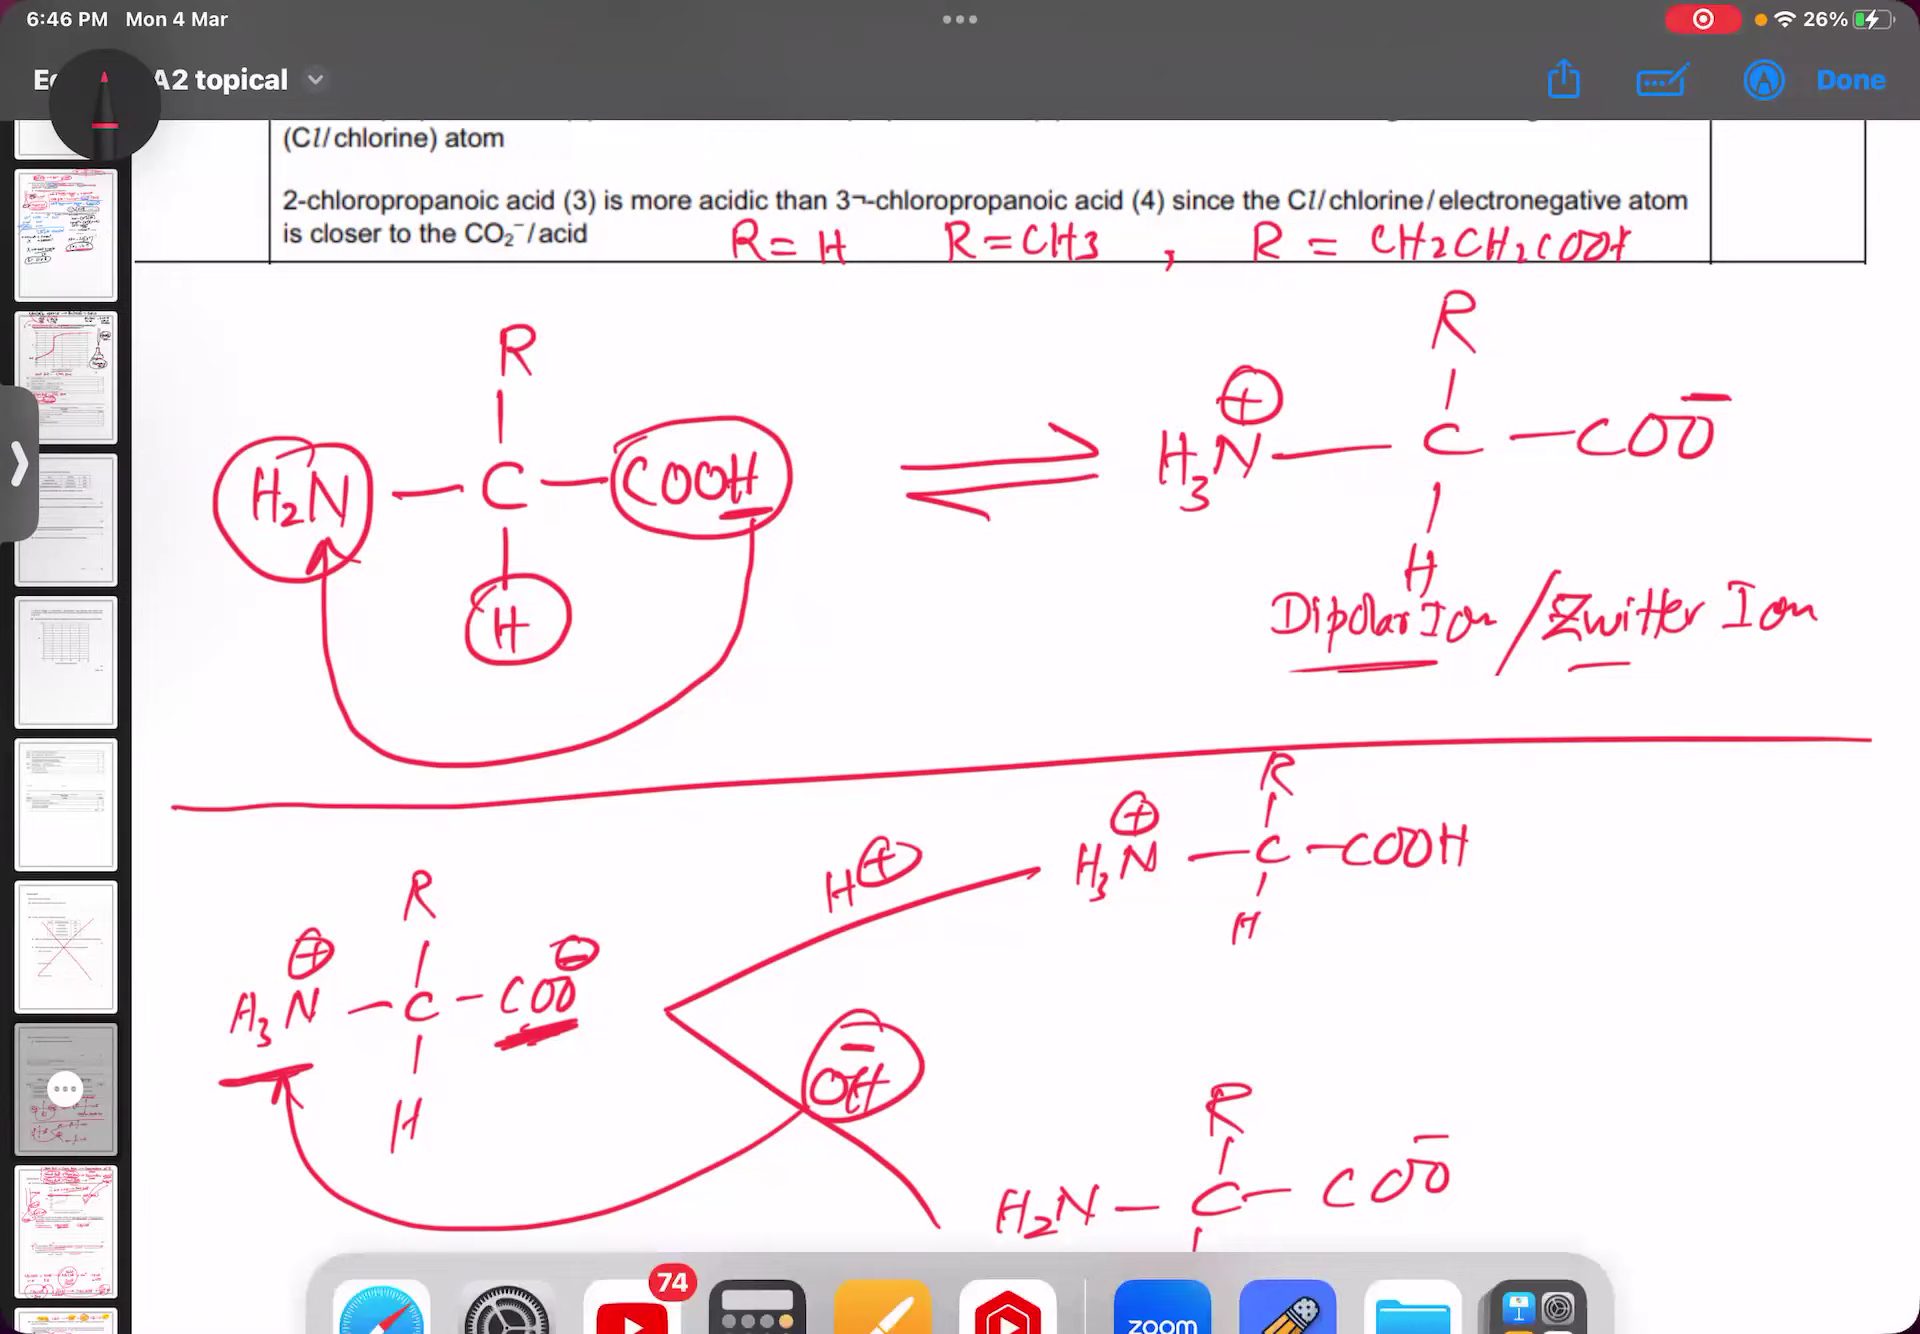 6:46 PM Mon 4 Mar
26%
A2 topical
Done
(Cl/chlorine) atom
2-chloropropanoic acid (3) is more acidic than 3¬-chloropropanoic acid (4) since the Cl/chlorine/electronegative atom
is closer to the CO₂⁻/acid
R = H R = CH3 , R = CH2CH2COOH
R
H₂N — C — COOH
H
⇌
R
⊕
H₃N — C — COO⁻
H
Dipolar Ion / Zwitter Ion
R
⊕ ⊖
H₃N — C — COO
H
H⊕
R
⊕
H₃N — C — COOH
H
OH⁻
R
H₂N — C — COO⁻
74
zoom